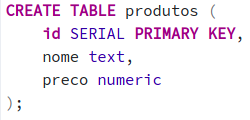 CREATE TABLE produtos (
    id SERIAL PRIMARY KEY,
    nome text,
    preco numeric
);